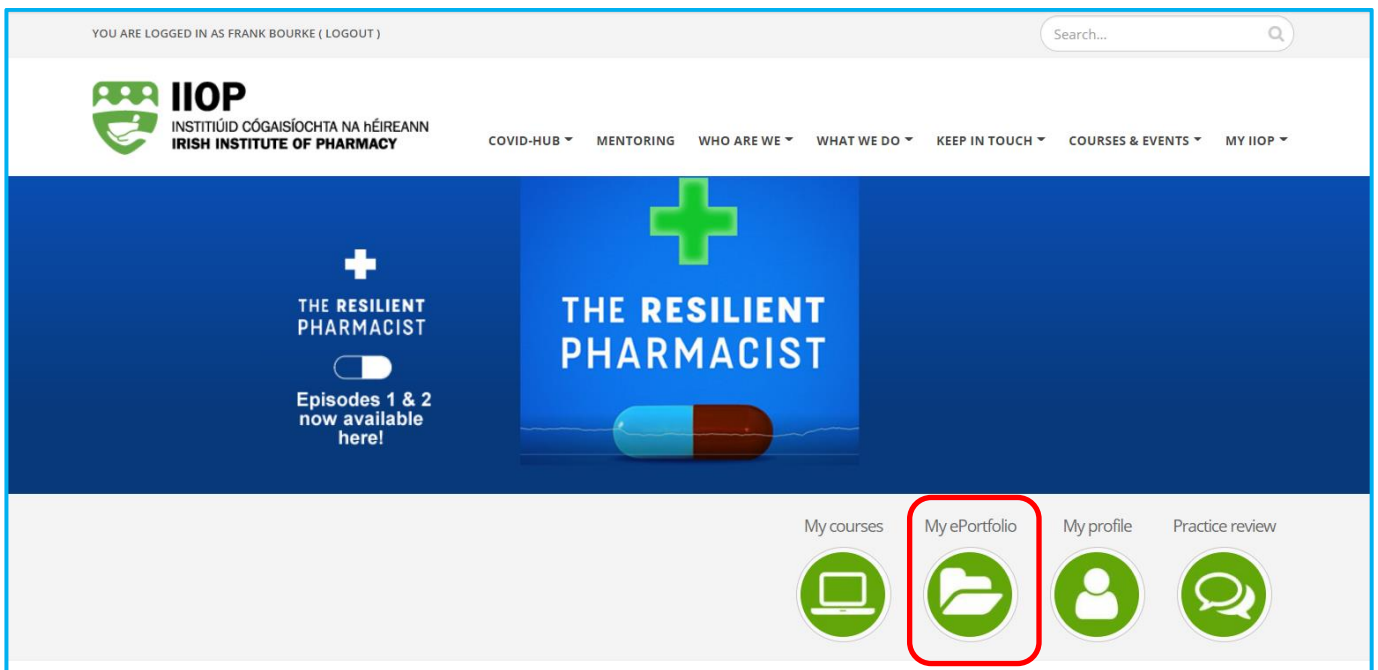 YOU ARE LOGGED IN AS FRANK BOURKE ( LOGOUT )
Search...
IIOP
INSTITIÚID CÓGAISÍOCHTA NA hÉIREANN
IRISH INSTITUTE OF PHARMACY
COVID-HUB MENTORING WHO ARE WE WHAT WE DO KEEP IN TOUCH COURSES & EVENTS MY IIOP
THE RESILIENT
PHARMACIST
Episodes 1 & 2
now available
here!
THE RESILIENT
PHARMACIST
My courses My ePortfolio My profile Practice review